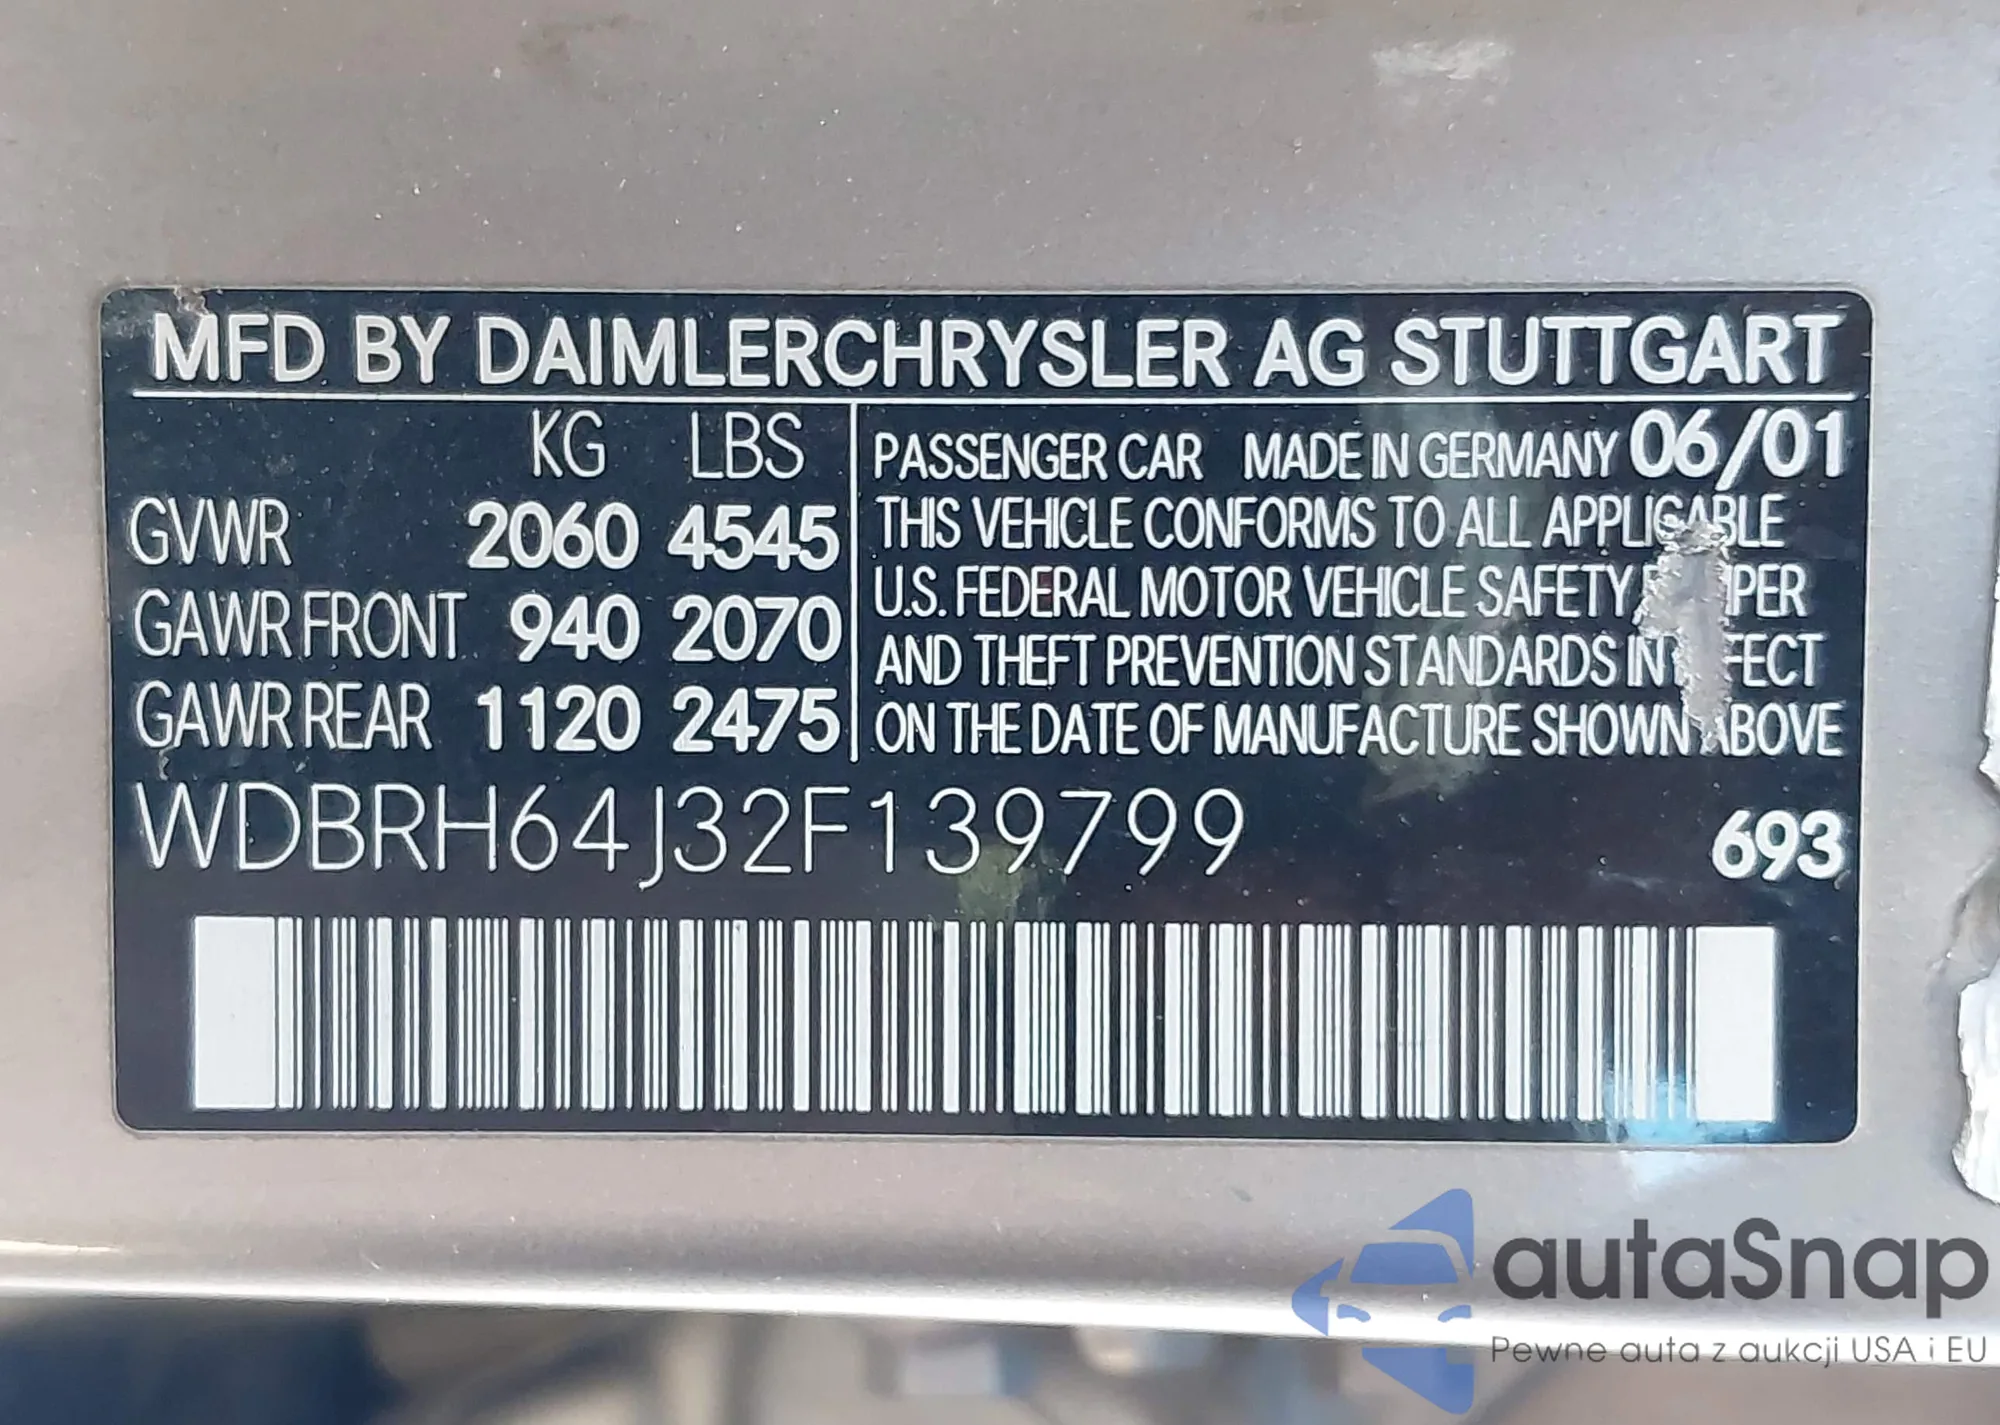 MFD BY DAIMLERCHRYSLER AG STUTTGART
KG LBS
GVWR 2060 4545
GAWR FRONT 940 2070
GAWR REAR 1120 2475
PASSENGER CAR MADE IN GERMANY 06/01
THIS VEHICLE CONFORMS TO ALL APPLICABLE
U.S. FEDERAL MOTOR VEHICLE SAFETY
AND THEFT PREVENTION STANDARDS IN
ON THE DATE OF MANUFACTURE SHOWN ABOVE
WDBRH64J32F139799
693
autaSnap
Pewne auta z aukcji USA i EU